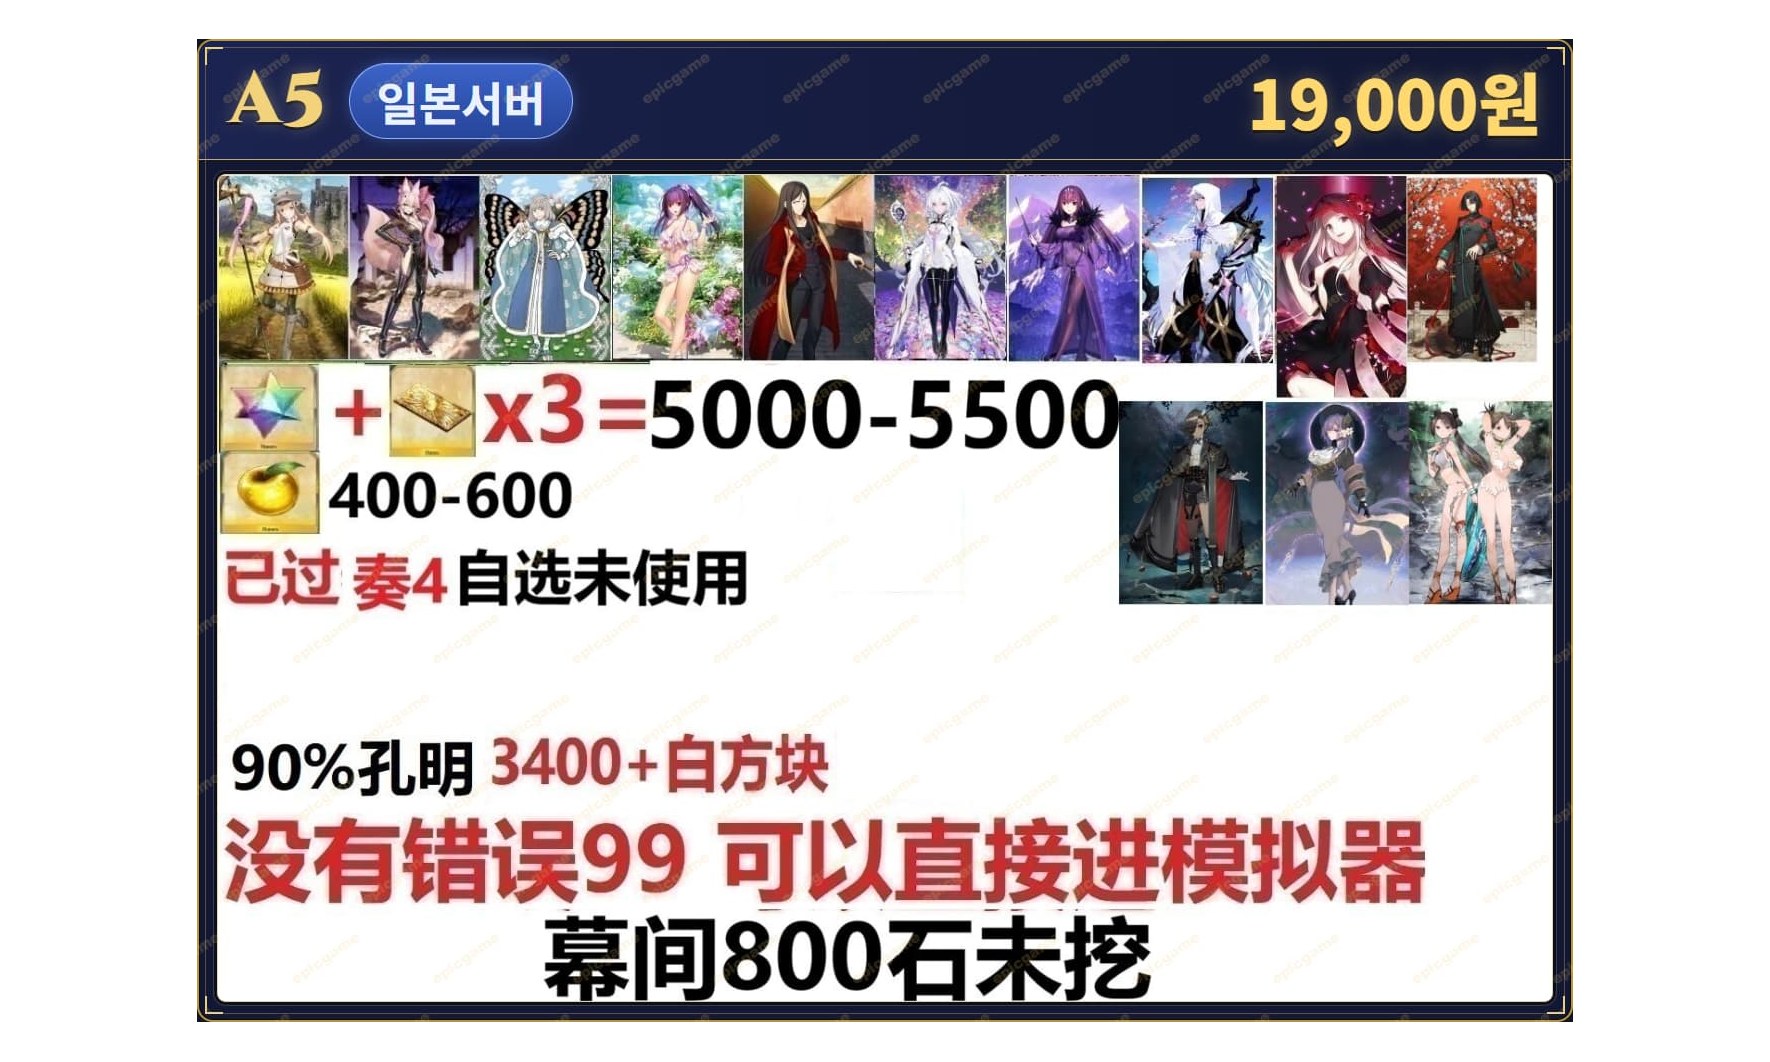 A5 일본서버 19,000원
+ x3=5000-5500
400-600
已过 奏4 自选未使用
90%孔明 3400+白方块
没有错误99 可以直接进模拟器
幕间800石未挖
epicgame